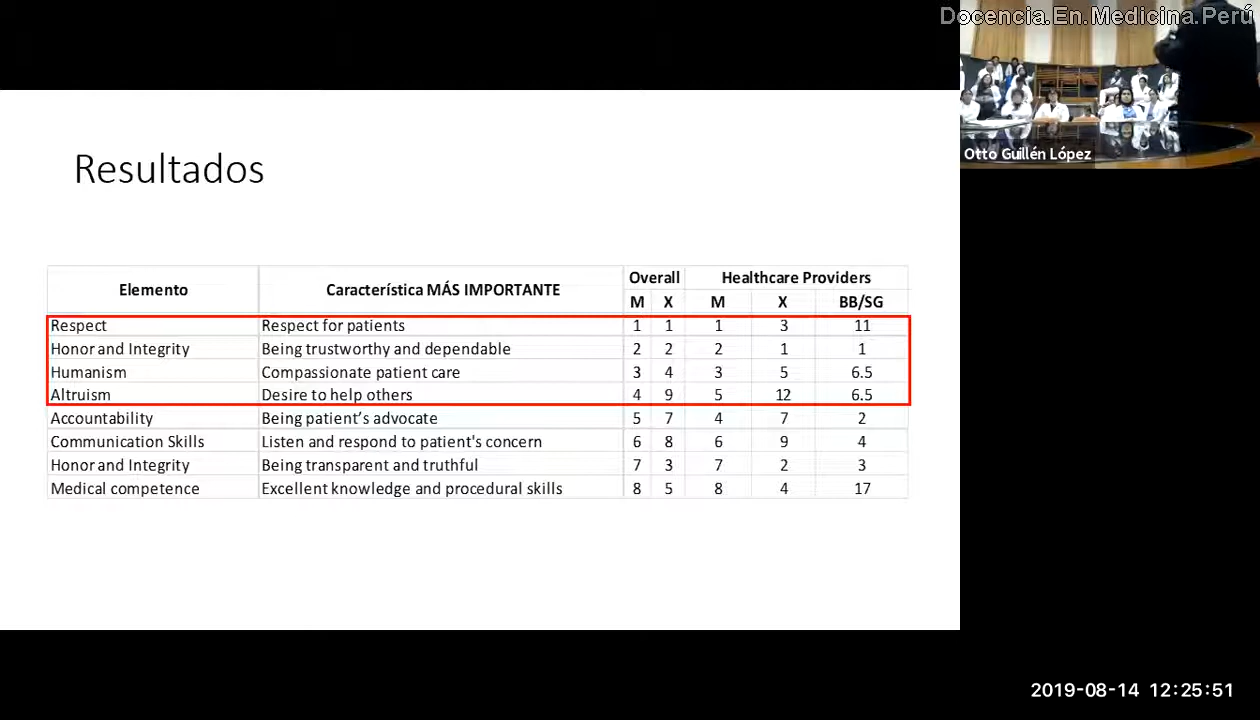 Docencia.En.Medicina.Perú
Otto Guillén López
Resultados
Elemento Característica MÁS IMPORTANTE Overall Healthcare Providers
M X M X BB/SG
Respect Respect for patients 1 1 1 3 11
Honor and Integrity Being trustworthy and dependable 2 2 2 1 1
Humanism Compassionate patient care 3 4 3 5 6.5
Altruism Desire to help others 4 9 5 12 6.5
Accountability Being patient’s advocate 5 7 4 7 2
Communication Skills Listen and respond to patient's concern 6 8 6 9 4
Honor and Integrity Being transparent and truthful 7 3 7 2 3
Medical competence Excellent knowledge and procedural skills 8 5 8 4 17
2019-08-14 12:25:51